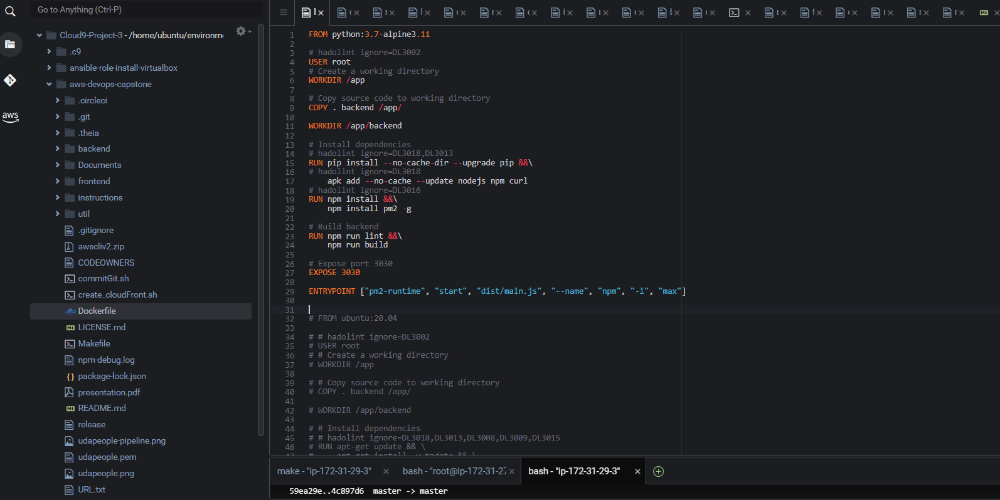 Go to Anything (Ctrl-P)
Cloud9-Project-3 - /home/ubuntu/environme
.c9
ansible-role-install-virtualbox
aws-devops-capstone
.circleci
.git
.theia
backend
Documents
frontend
instructions
util
.gitignore
awscliv2.zip
CODEOWNERS
commitGit.sh
create_cloudFront.sh
Dockerfile
LICENSE.md
Makefile
npm-debug.log
package-lock.json
presentation.pdf
README.md
release
udapeople-pipeline.png
udapeople.pem
udapeople.png
URL.txt
aws
1 FROM python:3.7-alpine3.11
2
3 # hadolint ignore=DL3002
4 USER root
5 # Create a working directory
6 WORKDIR /app
7
8 # Copy source code to working directory
9 COPY . backend /app/
10
11 WORKDIR /app/backend
12
13 # Install dependencies
14 # hadolint ignore=DL3018,DL3013
15 RUN pip install --no-cache-dir --upgrade pip &&\
16 # hadolint ignore=DL3018
17     apk add --no-cache --update nodejs npm curl
18 # hadolint ignore=DL3016
19 RUN npm install &&\
20     npm install pm2 -g
21
22 # Build backend
23 RUN npm run lint &&\
24     npm run build
25
26 # Expose port 3030
27 EXPOSE 3030
28
29 ENTRYPOINT ["pm2-runtime", "start", "dist/main.js", "--name", "npm", "-i", "max"]
30
31
32 # FROM ubuntu:20.04
33
34 # # hadolint ignore=DL3002
35 # USER root
36 # # Create a working directory
37 # WORKDIR /app
38
39 # # Copy source code to working directory
40 # COPY . backend /app/
41
42 # WORKDIR /app/backend
43
44 # # Install dependencies
45 # # hadolint ignore=DL3018,DL3013,DL3008,DL3009,DL3015
46 # RUN apt-get update && \
47 #     apt-get install -y tzdata && \
make - "ip-172-31-29-3"
bash - "root@ip-172-31-27
bash - "ip-172-31-29-3"
59ea29e..4c897d6  master -> master